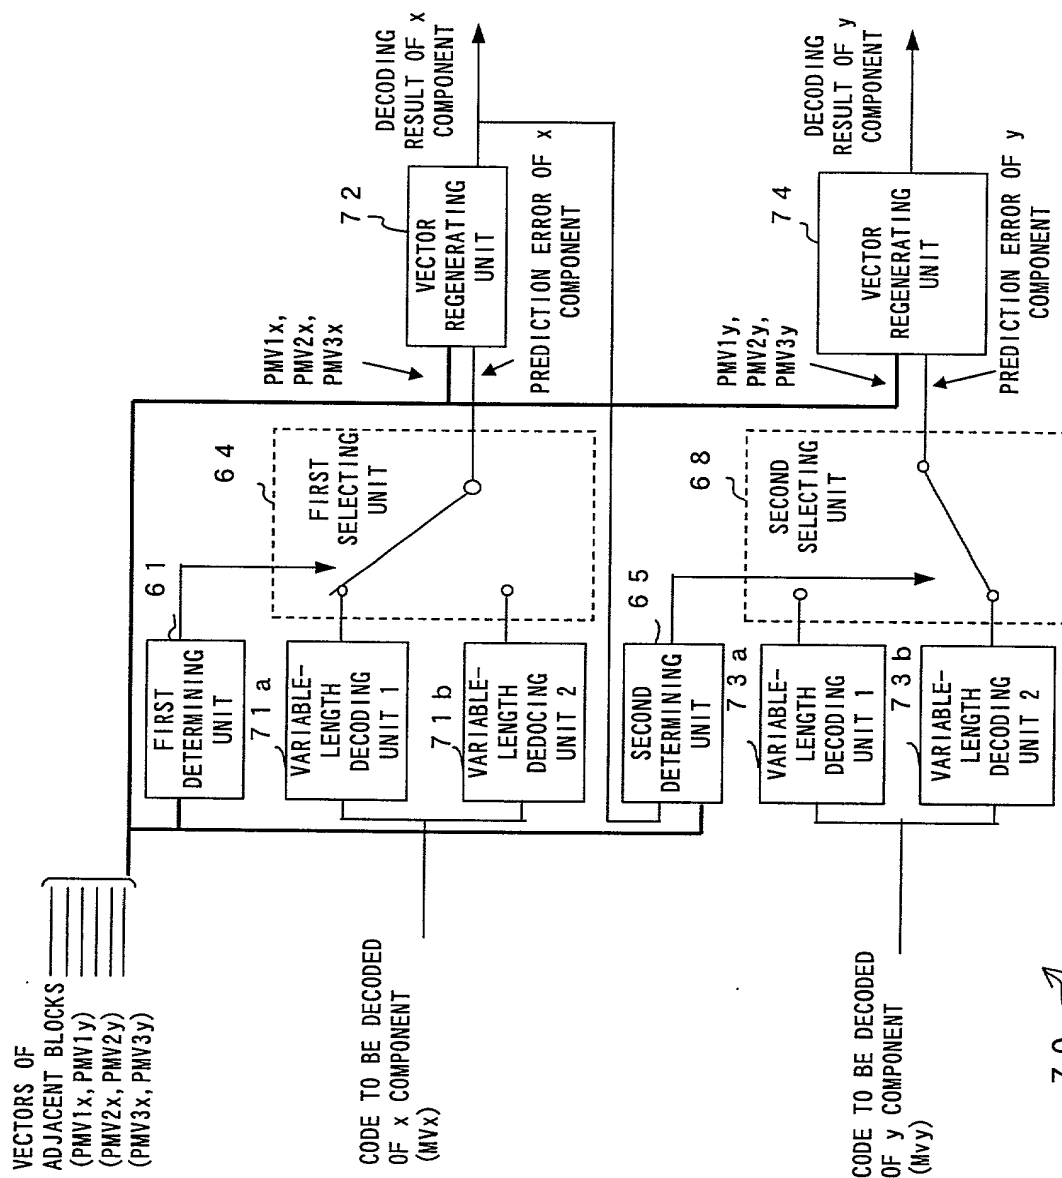 VECTORS OF
ADJACENT BLOCKS
(PMV1x, PMV1y)
(PMV2x, PMV2y)
(PMV3x, PMV3y)
FIRST
DETERMINING
UNIT
61
71a
VARIABLE-
LENGTH
DECODING
UNIT 1
71b
VARIABLE-
LENGTH
DEDOCING
UNIT 2
CODE TO BE DECODED
OF x COMPONENT
(MVx)
64
FIRST
SELECTING
UNIT
PMV1x,
PMV2x,
PMV3x
72
VECTOR
REGENERATING
UNIT
PREDICTION ERROR OF x
COMPONENT
DECODING
RESULT OF x
COMPONENT
SECOND
DETERMINING
UNIT
65
73a
VARIABLE-
LENGTH
DECODING
UNIT 1
73b
VARIABLE-
LENGTH
DECODING
UNIT 2
CODE TO BE DECODED
OF y COMPONENT
(Mvy)
68
SECOND
SELECTING
UNIT
PMV1y,
PMV2y,
PMV3y
74
VECTOR
REGENERATING
UNIT
PREDICTION ERROR OF y
COMPONENT
DECODING
RESULT OF y
COMPONENT
70